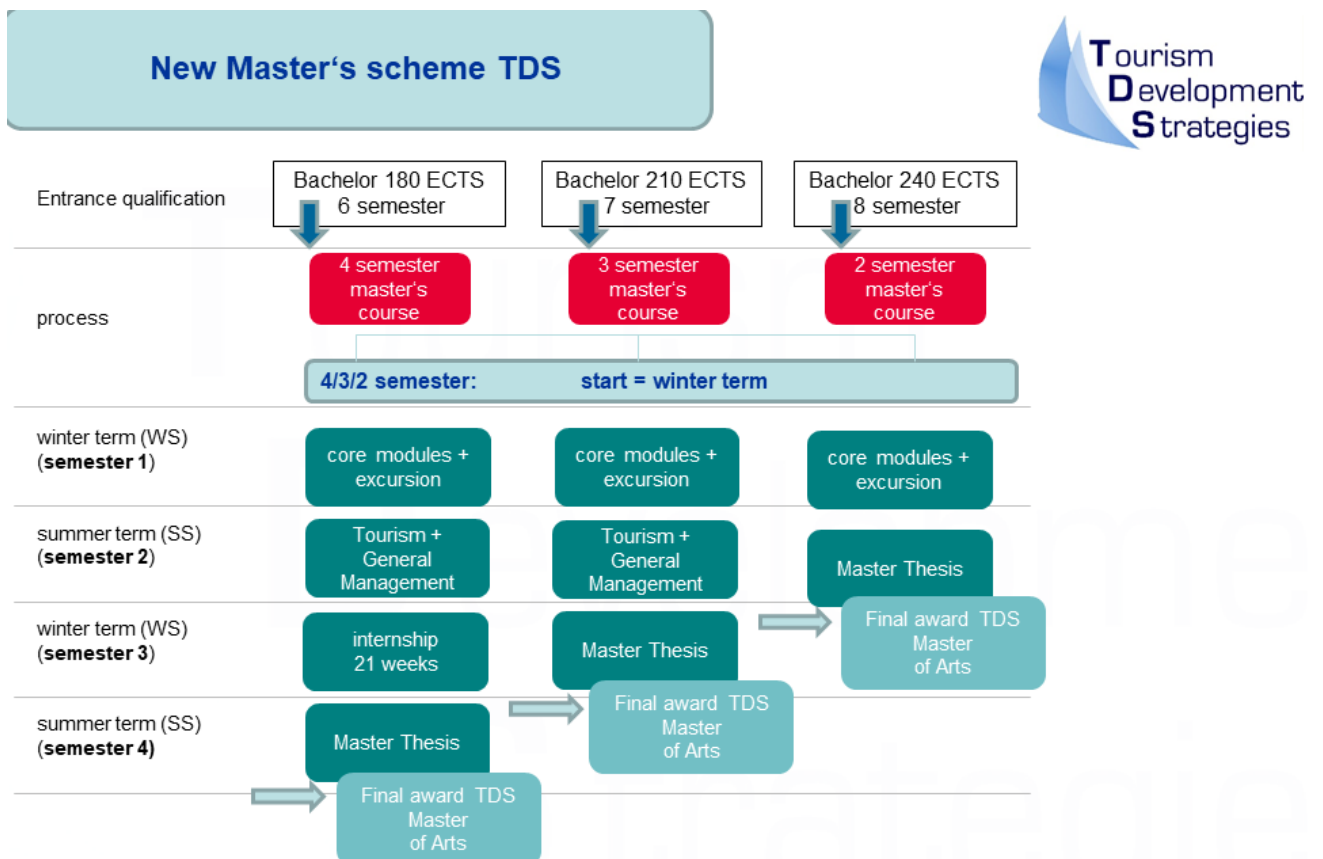 New Master‘s scheme TDS
Tourism
Development
Strategies
Entrance qualification
Bachelor 180 ECTS
6 semester
Bachelor 210 ECTS
7 semester
Bachelor 240 ECTS
8 semester
process
4 semester
master‘s
course
3 semester
master‘s
course
2 semester
master‘s
course
4/3/2 semester: start = winter term
winter term (WS)
(semester 1)
core modules +
excursion
core modules +
excursion
core modules +
excursion
summer term (SS)
(semester 2)
Tourism +
General
Management
Tourism +
General
Management
Master Thesis
Final award TDS
Master
of Arts
winter term (WS)
(semester 3)
internship
21 weeks
Master Thesis
Final award TDS
Master
of Arts
summer term (SS)
(semester 4)
Master Thesis
Final award TDS
Master
of Arts